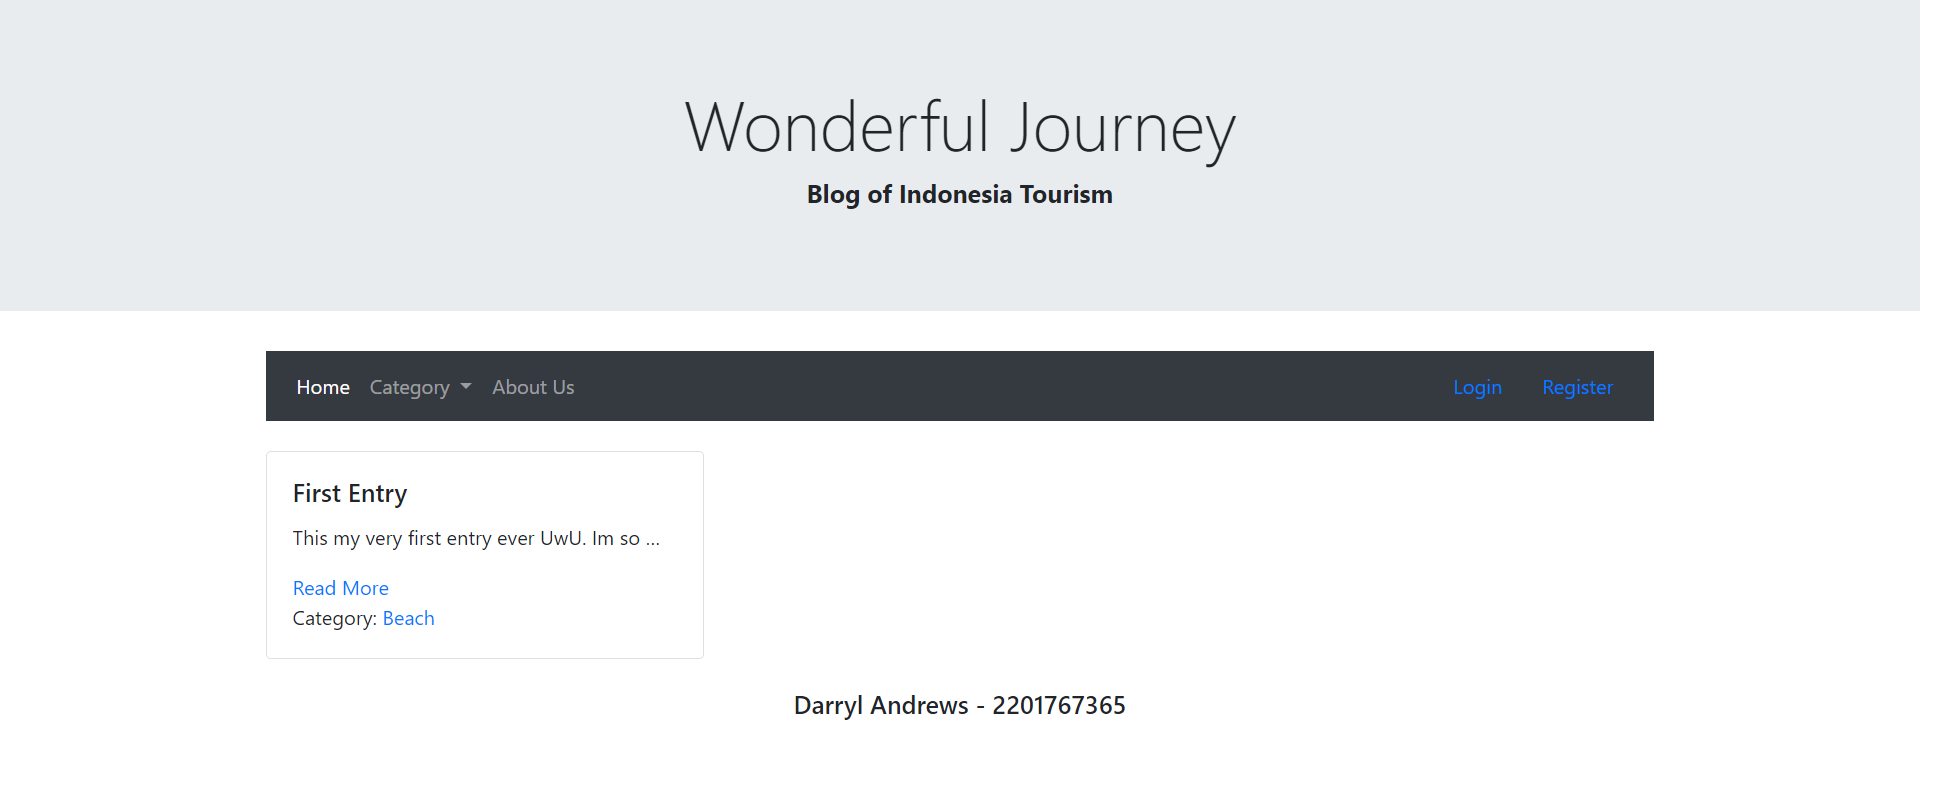 Wonderful Journey
Blog of Indonesia Tourism
Home Category About Us Login Register
First Entry
This my very first entry ever UwU. Im so ...
Read More
Category: Beach
Darryl Andrews - 2201767365